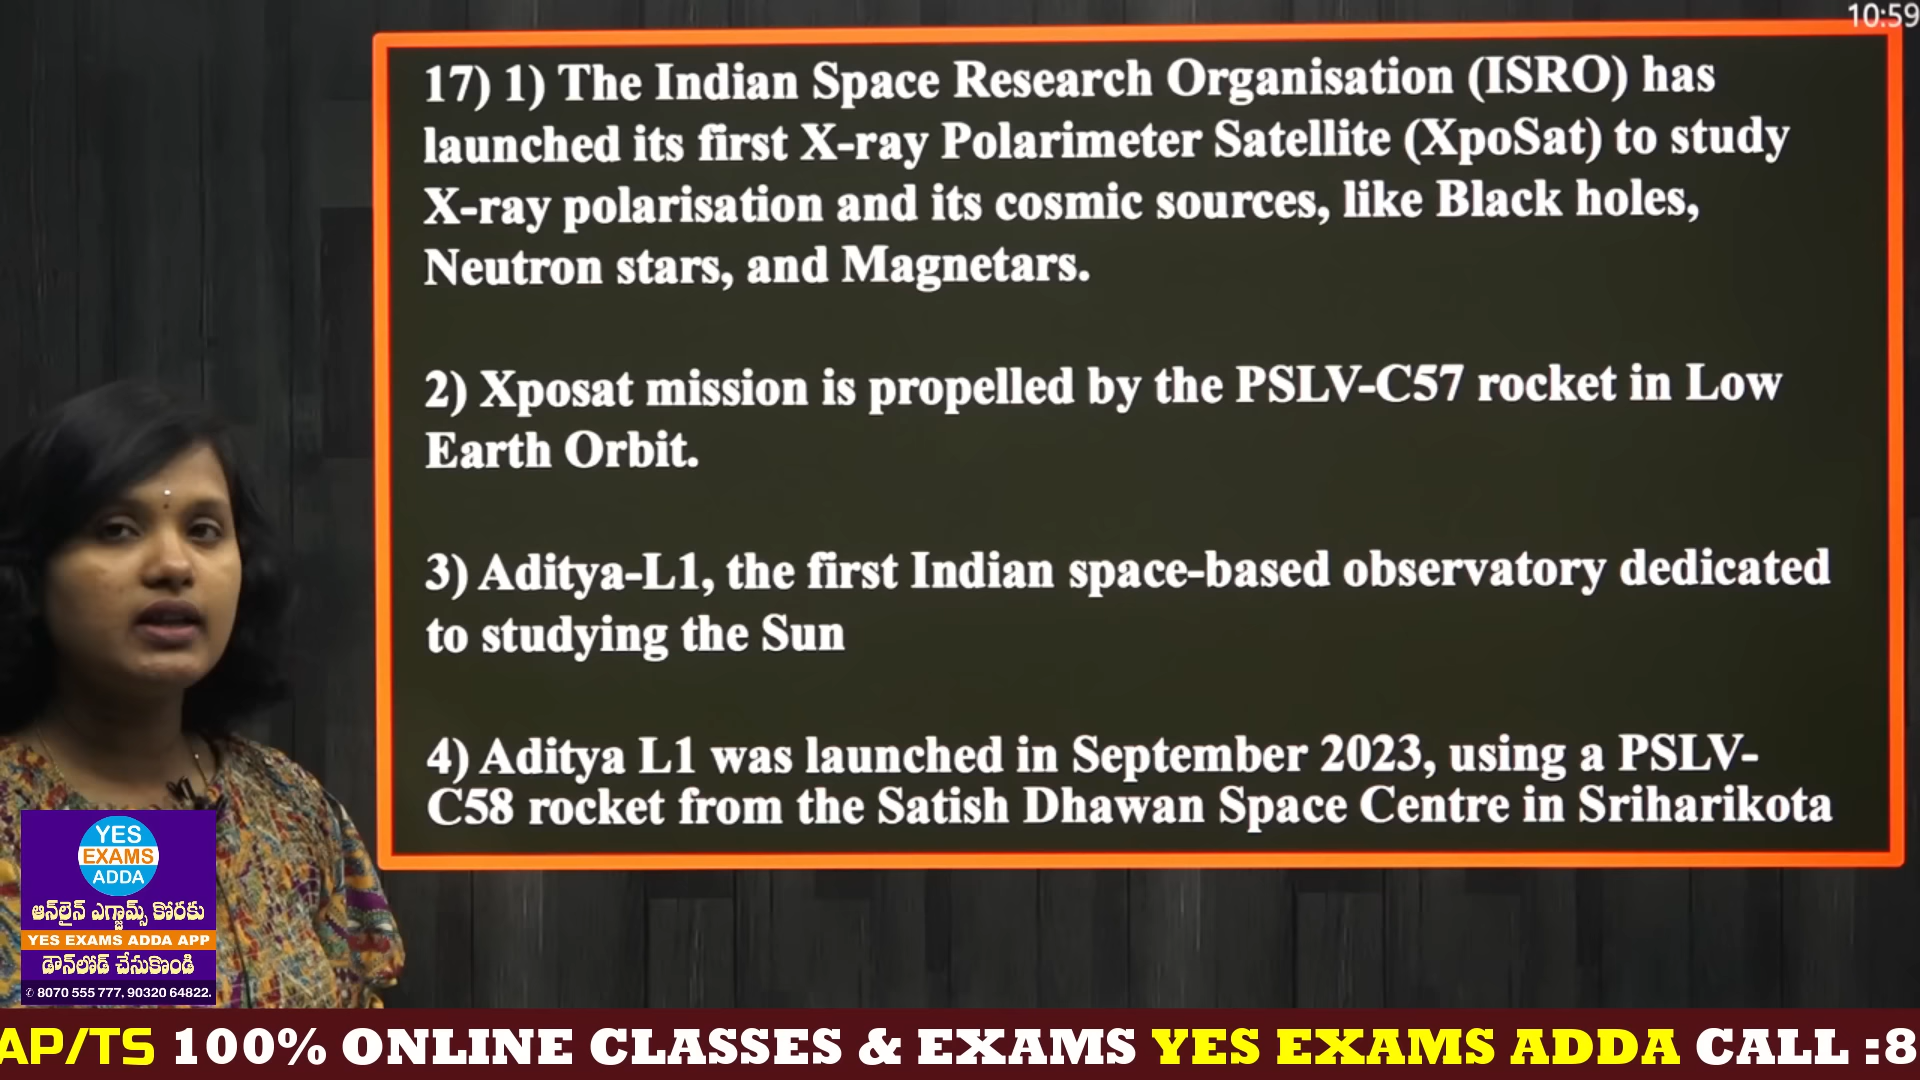 10:59
17) 1) The Indian Space Research Organisation (ISRO) has
launched its first X-ray Polarimeter Satellite (XpoSat) to study
X-ray polarisation and its cosmic sources, like Black holes,
Neutron stars, and Magnetars.
2) Xposat mission is propelled by the PSLV-C57 rocket in Low
Earth Orbit.
3) Aditya-L1, the first Indian space-based observatory dedicated
to studying the Sun
4) Aditya L1 was launched in September 2023, using a PSLV-
C58 rocket from the Satish Dhawan Space Centre in Sriharikota
YES
EXAMS
ADDA
ఆన్‌లైన్ ఎగ్జామ్స్ కోరకు
YES EXAMS ADDA APP
డౌన్‌లోడ్ చేసుకొండి
✆ 8070 555 777, 90320 64822.
AP/TS 100% ONLINE CLASSES & EXAMS YES EXAMS ADDA CALL :8